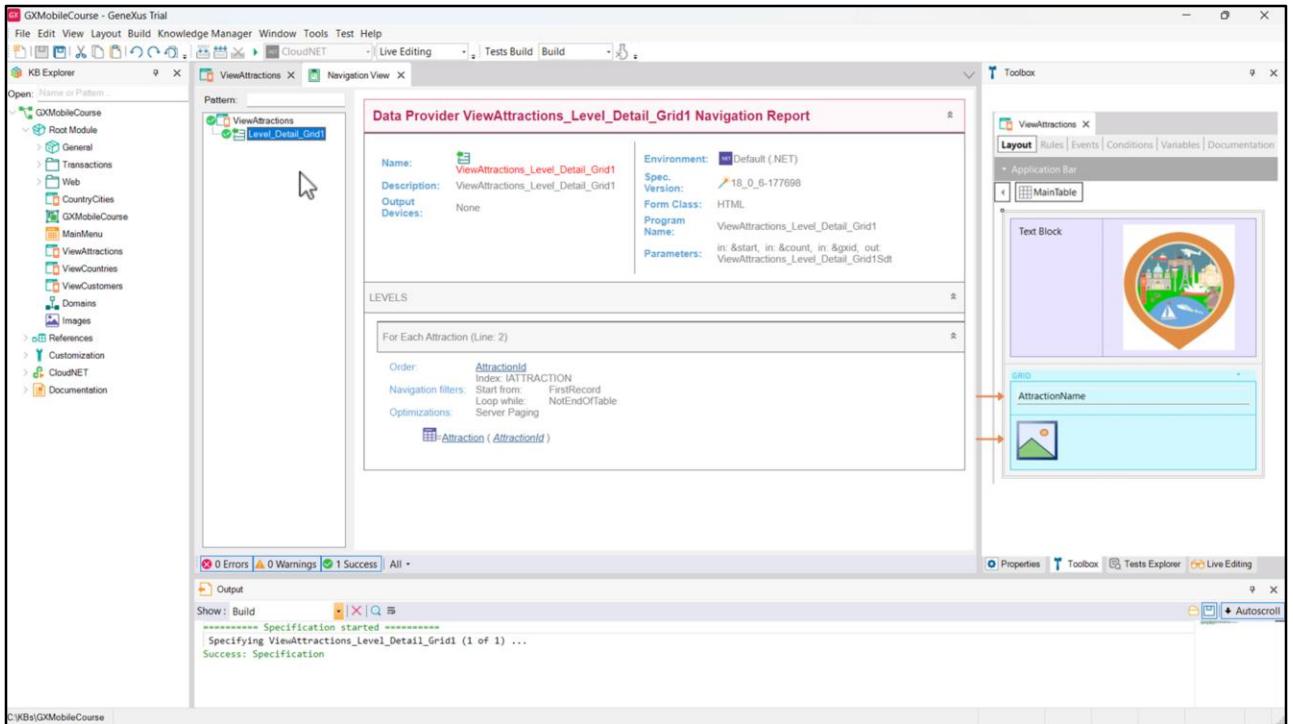 GX GXMobileCourse - GeneXus Trial
File Edit View Layout Build Knowledge Manager Window Tools Test Help
CloudNET Live Editing Tests Build Build
KB Explorer
Open: Name or Pattern...
GXMobileCourse
Root Module
General
Transactions
Web
CountryCities
GXMobileCourse
MainMenu
ViewAttractions
ViewCountries
ViewCustomers
Domains
Images
References
Customization
CloudNET
Documentation
ViewAttractions X Navigation View X
Pattern:
ViewAttractions
Level_Detail_Grid1
Data Provider ViewAttractions_Level_Detail_Grid1 Navigation Report
Name: ViewAttractions_Level_Detail_Grid1
Description: ViewAttractions_Level_Detail_Grid1
Output Devices: None
Environment: Default (.NET)
Spec. Version: 18_0_6-177698
Form Class: HTML
Program Name: ViewAttractions_Level_Detail_Grid1
Parameters: in: &start, in: &count, in: &gxid, out:
ViewAttractions_Level_Detail_Grid1Sdt
LEVELS
For Each Attraction (Line: 2)
Order: AttractionId
Index: IATTRACTION
Navigation filters: Start from: FirstRecord
Loop while: NotEndOfTable
Optimizations: Server Paging
=Attraction ( AttractionId )
0 Errors 0 Warnings 1 Success All
Toolbox
ViewAttractions X
Layout Rules Events Conditions Variables Documentation
Application Bar
MainTable
Text Block
GRID
AttractionName
Properties Toolbox Tests Explorer Live Editing
Output
Show: Build Autoscroll
========== Specification started ==========
Specifying ViewAttractions_Level_Detail_Grid1 (1 of 1) ...
Success: Specification
C:\KBs\GXMobileCourse